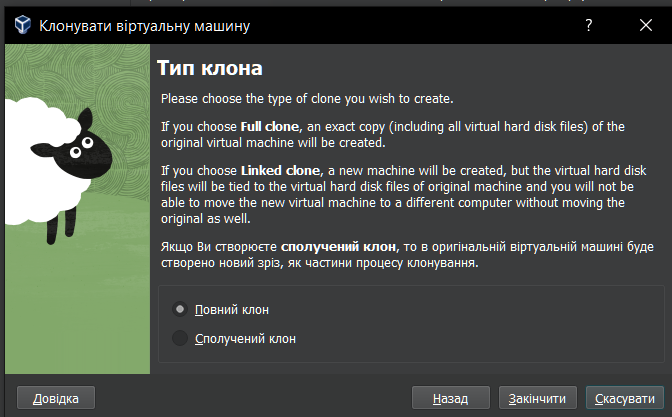 Клонувати віртуальну машину
?
Тип клона
Please choose the type of clone you wish to create.
If you choose Full clone, an exact copy (including all virtual hard disk files) of the
original virtual machine will be created.
If you choose Linked clone, a new machine will be created, but the virtual hard disk
files will be tied to the virtual hard disk files of original machine and you will not be
able to move the new virtual machine to a different computer without moving the
original as well.
Якщо Ви створюєте сполучений клон, то в оригінальній віртуальній машині буде
створено новий зріз, як частини процесу клонування.
Повний клон
Сполучений клон
Довідка
Назад
Закінчити
Скасувати